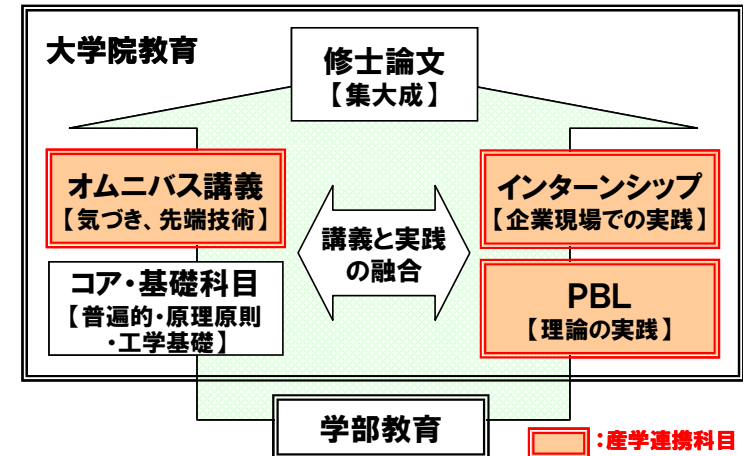 大学院教育
修士論文
【集大成】
オムニバス講義
【気づき、先端技術】
コア・基礎科目
【普遍的・原理原則
・工学基礎】
講義と実践
の融合
インターンシップ
【企業現場での実践】
PBL
【理論の実践】
学部教育
：産学連携科目